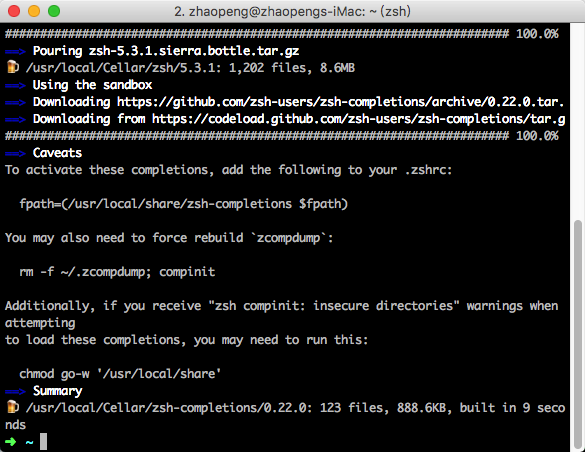 2. zhaopeng@zhaopengs-iMac: ~ (zsh)
###################################################################### 100.0%
==> Pouring zsh-5.3.1.sierra.bottle.tar.gz
🍺 /usr/local/Cellar/zsh/5.3.1: 1,202 files, 8.6MB
==> Using the sandbox
==> Downloading https://github.com/zsh-users/zsh-completions/archive/0.22.0.tar.
==> Downloading from https://codeload.github.com/zsh-users/zsh-completions/tar.g
###################################################################### 100.0%
==> Caveats
To activate these completions, add the following to your .zshrc:
fpath=(/usr/local/share/zsh-completions $fpath)
You may also need to force rebuild `zcompdump`:
rm -f ~/.zcompdump; compinit
Additionally, if you receive "zsh compinit: insecure directories" warnings when
attempting
to load these completions, you may need to run this:
chmod go-w '/usr/local/share'
==> Summary
🍺 /usr/local/Cellar/zsh-completions/0.22.0: 123 files, 888.6KB, built in 9 seco
nds
➜ ~